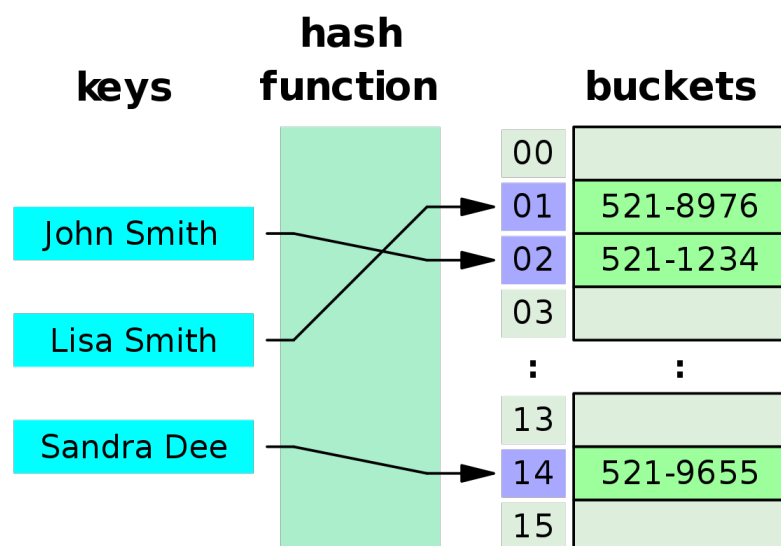 hash
keys function buckets
00
01 521-8976
John Smith
02 521-1234
03
Lisa Smith
: :
13
Sandra Dee
14 521-9655
15